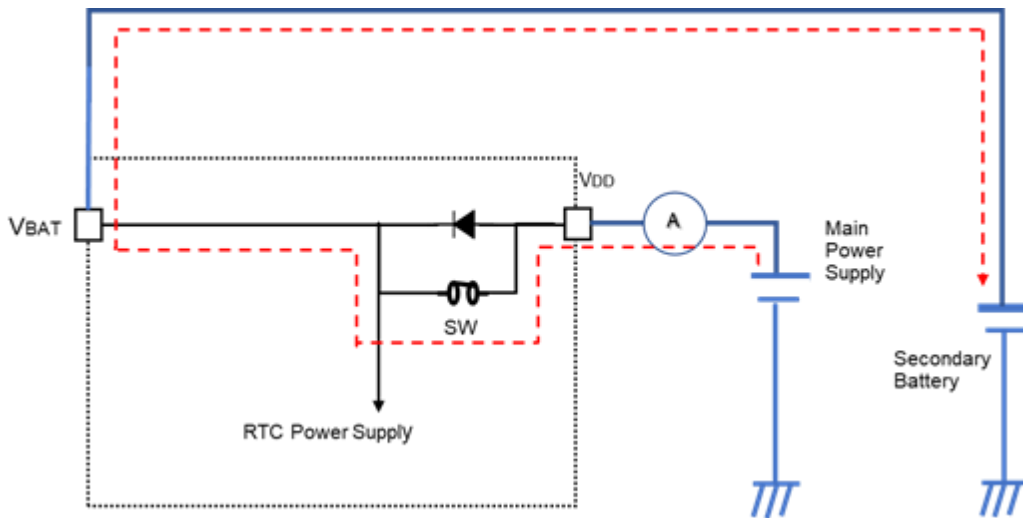 VDD
VBAT
A
Main
Power
Supply
SW
Secondary
Battery
RTC Power Supply